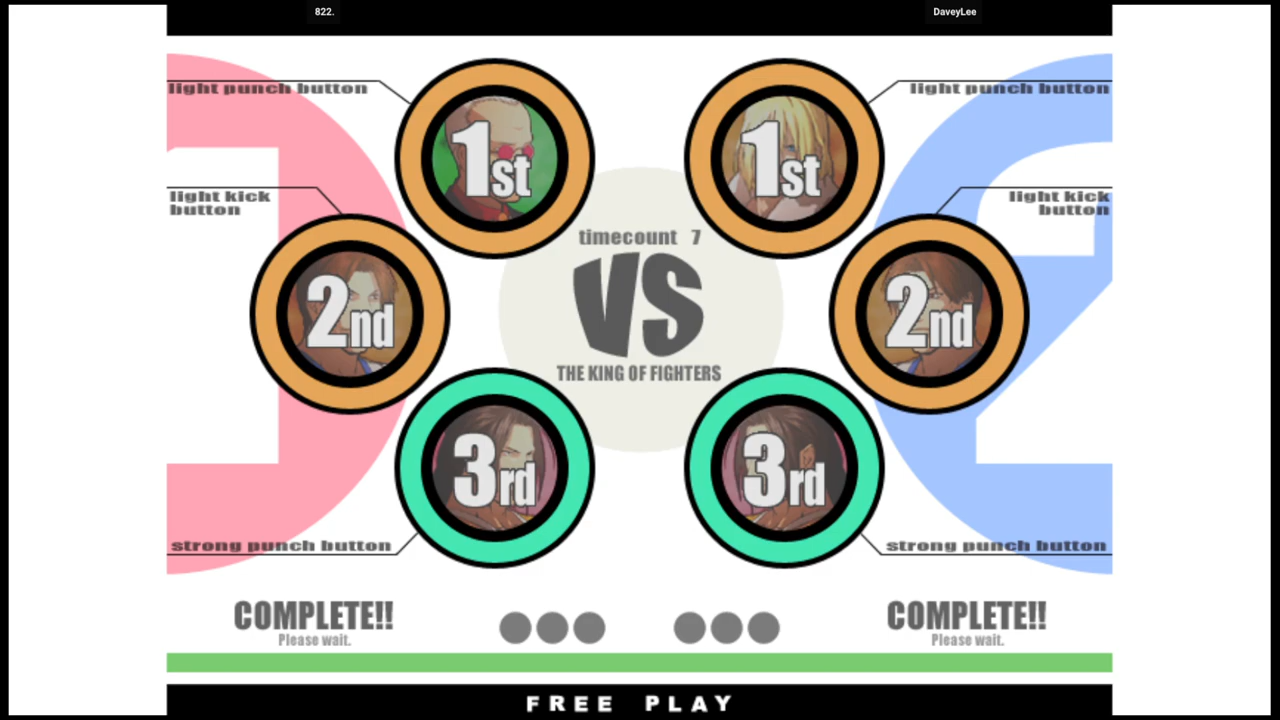 822.
DaveyLee
light punch button
light punch button
1st
1st
light kick
button
light kick
button
timecount 7
VS
THE KING OF FIGHTERS
2nd
2nd
3rd
3rd
strong punch button
strong punch button
COMPLETE!!
Please wait.
COMPLETE!!
Please wait.
FREE PLAY